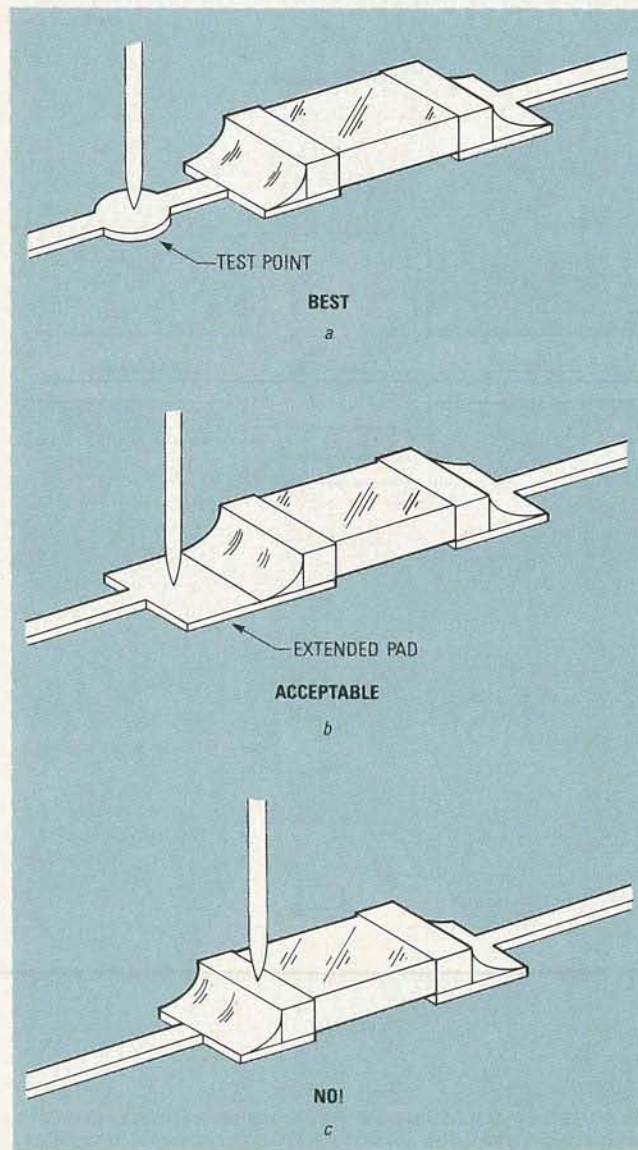 TEST POINT
BEST
a
EXTENDED PAD
ACCEPTABLE
b
NO!
c